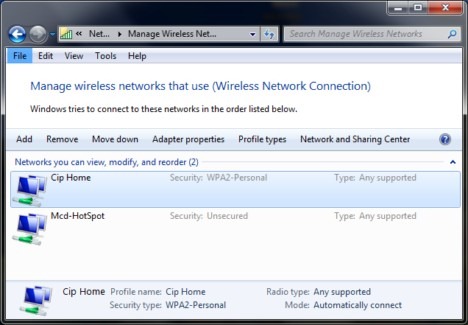 « Net... ▸ Manage Wireless Net... Search Manage Wireless Networks
File Edit View Tools Help
Manage wireless networks that use (Wireless Network Connection)
Windows tries to connect to these networks in the order listed below.
Add Remove Move down Adapter properties Profile types Network and Sharing Center
Networks you can view, modify, and reorder (2)
Cip Home Security: WPA2-Personal Type: Any supported
Mcd-HotSpot Security: Unsecured Type: Any supported
Cip Home Profile name: Cip Home Radio type: Any supported
Security type: WPA2-Personal Mode: Automatically connect